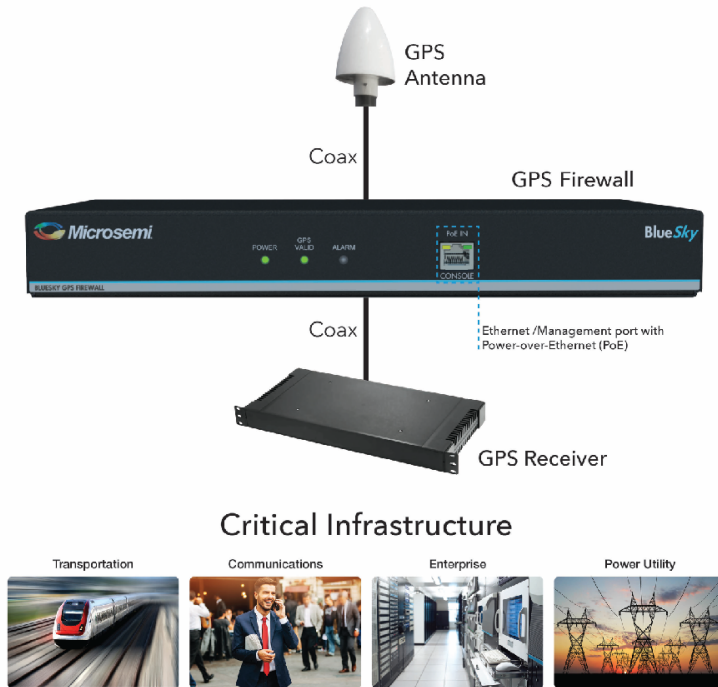 GPS
Antenna
Coax
GPS Firewall
Microsemi
POWER
GPS
VALID
ALARM
PoE IN
CONSOLE
BlueSky
BLUESKY GPS FIREWALL
Coax
Ethernet /Management port with
Power-over-Ethernet (PoE)
GPS Receiver
Critical Infrastructure
Transportation
Communications
Enterprise
Power Utility